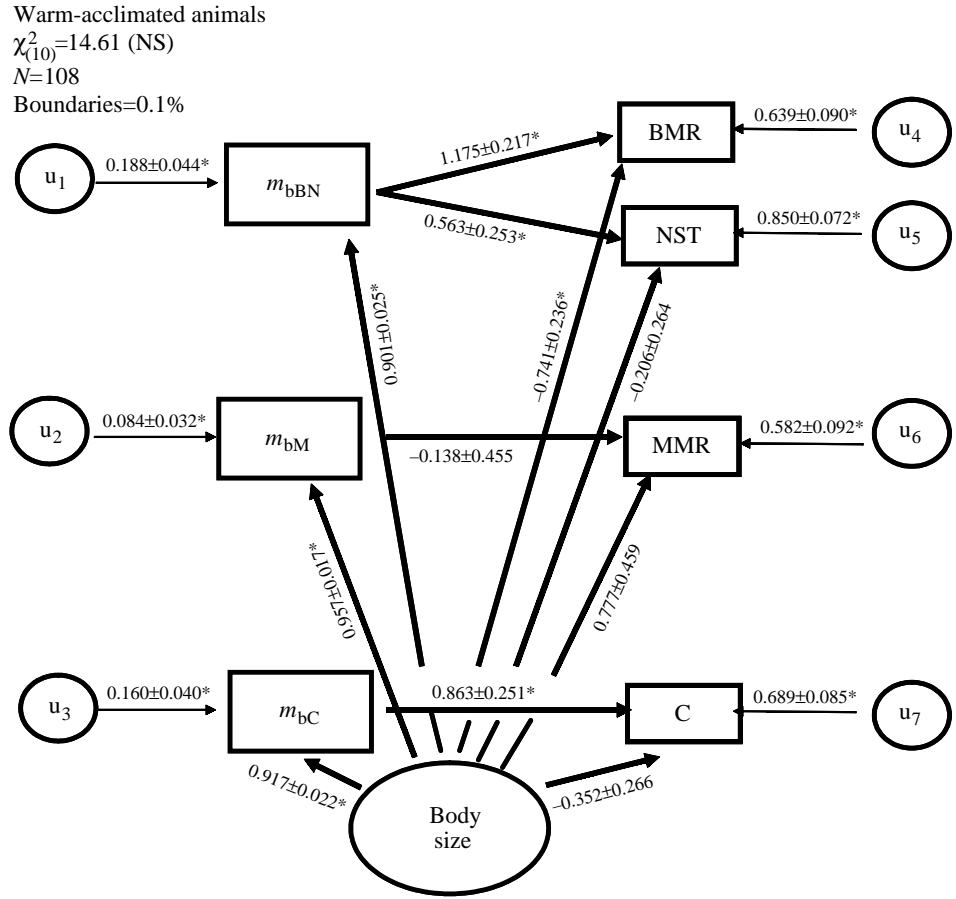 Warm-acclimated animals
χ²₍₁₀₎=14.61 (NS)
N=108
Boundaries=0.1%
u₁
0.188±0.044*
m_bBN
1.175±0.217*
0.563±0.253*
BMR
0.639±0.090*
u₄
NST
0.850±0.072*
u₅
0.901±0.025*
–0.741±0.236*
–0.206±0.264
u₂
0.084±0.032*
m_bM
–0.138±0.455
MMR
0.582±0.092*
u₆
0.957±0.017*
0.777±0.459
u₃
0.160±0.040*
m_bC
0.863±0.251*
C
0.689±0.085*
u₇
0.917±0.022*
–0.352±0.266
Body
size